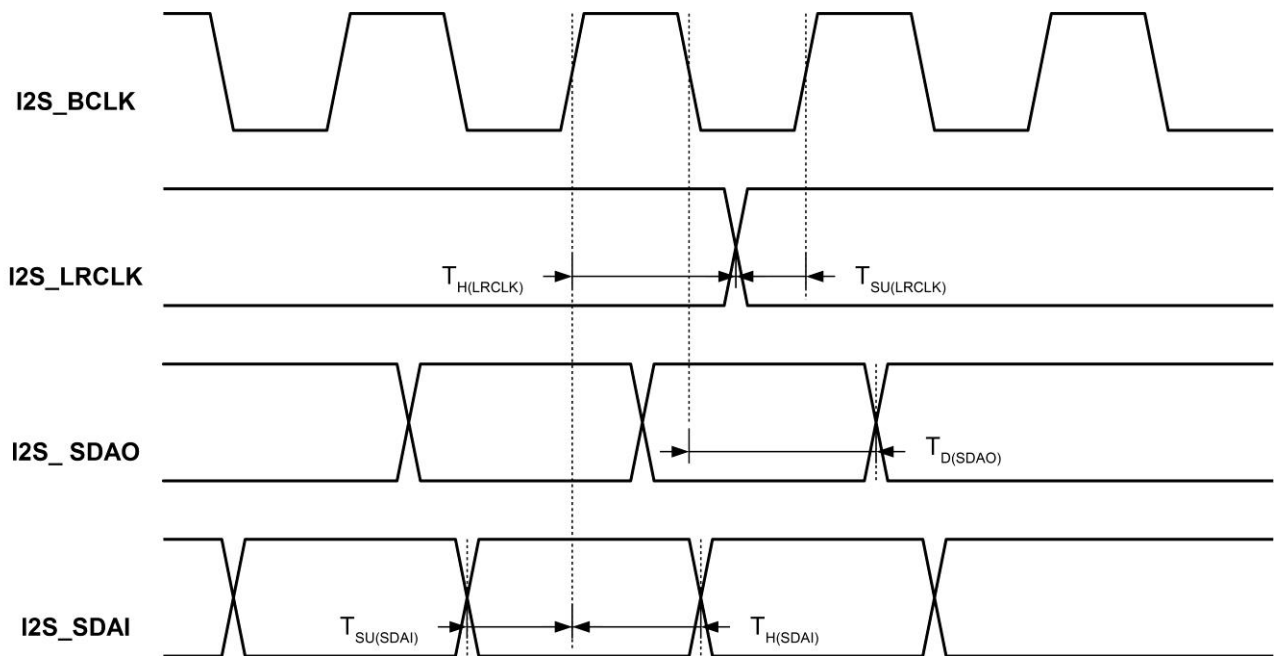 I2S_BCLK
I2S_LRCLK
TH(LRCLK)
TSU(LRCLK)
I2S_ SDAO
TD(SDAO)
I2S_SDAI
TSU(SDAI)
TH(SDAI)